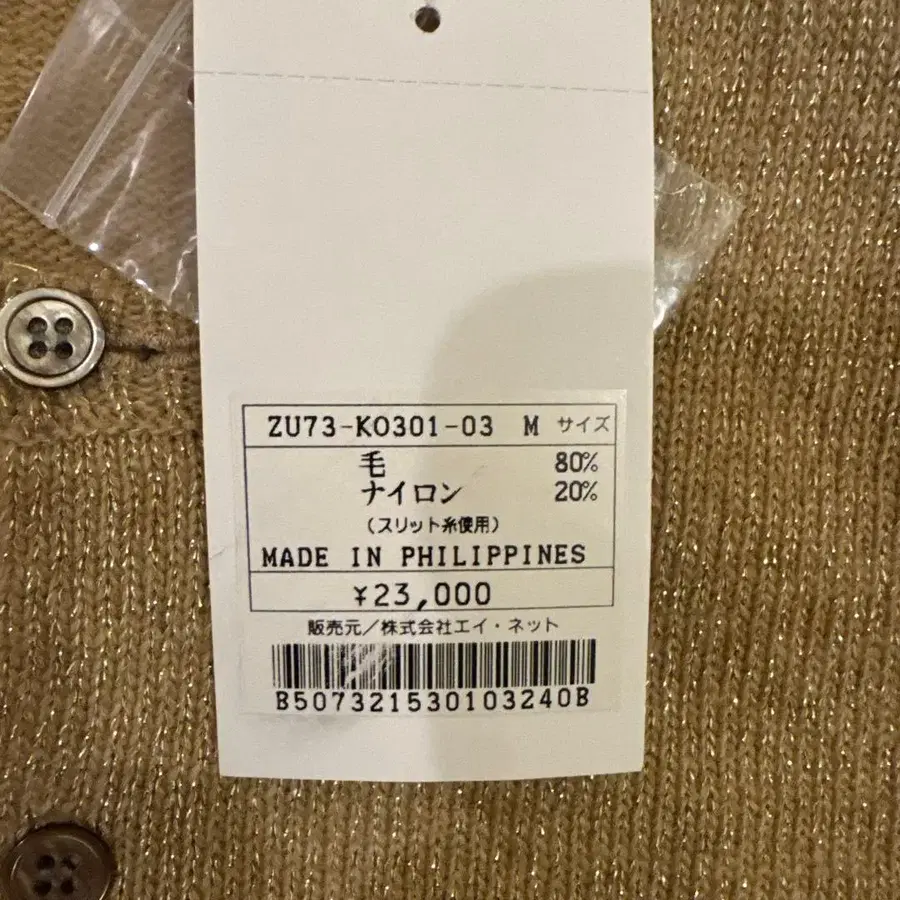 ZU73-KO301-03 M サイズ
毛 80%
ナイロン 20%
(スリット糸使用)
MADE IN PHILIPPINES
¥23,000
販売元/株式会社エイ・ネット
B507321530103240B